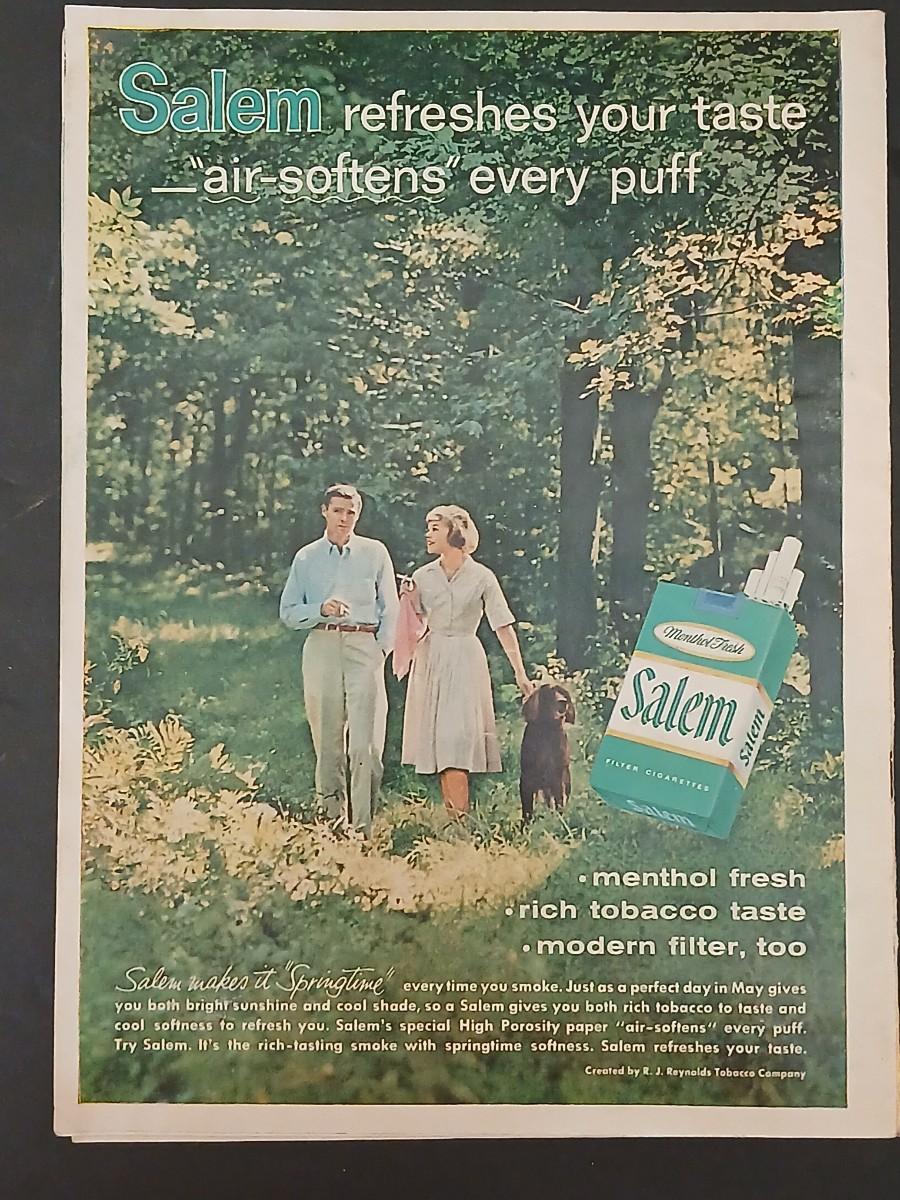 Salem refreshes your taste
—"air-softens" every puff
Menthol Fresh
Salem
Salem
FILTER CIGARETTES
Salem
• menthol fresh
• rich tobacco taste
• modern filter, too
Salem makes it "Springtime" every time you smoke. Just as a perfect day in May gives
you both bright sunshine and cool shade, so a Salem gives you both rich tobacco to taste and
cool softness to refresh you. Salem's special High Porosity paper "air-softens" every puff.
Try Salem. It's the rich-tasting smoke with springtime softness. Salem refreshes your taste.
Created by R. J. Reynolds Tobacco Company